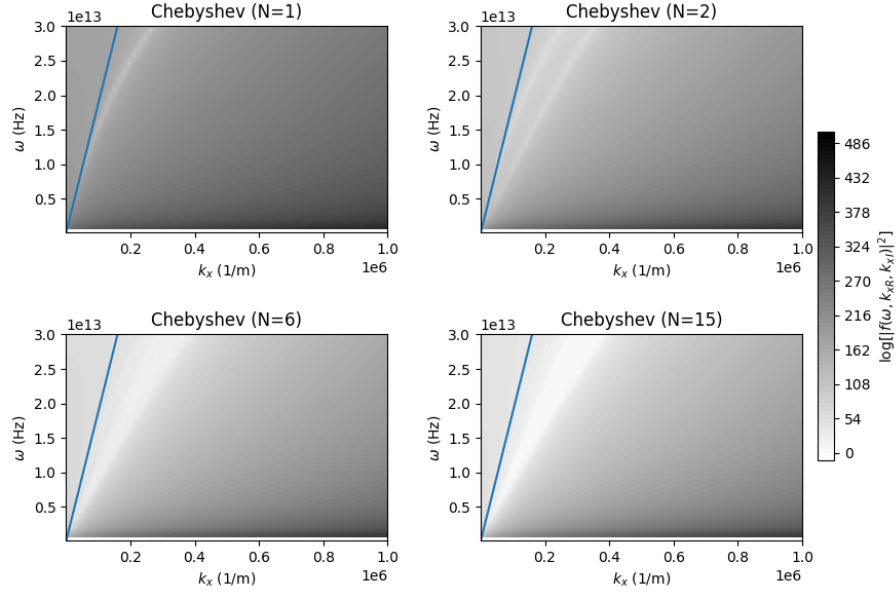 Chebyshev (N=1)
1e13
3.0
2.5
2.0
1.5
1.0
0.5
ω (Hz)
0.2 0.4 0.6 0.8 1.0
k_x (1/m)
1e6
Chebyshev (N=2)
1e13
3.0
2.5
2.0
1.5
1.0
0.5
ω (Hz)
0.2 0.4 0.6 0.8 1.0
k_x (1/m)
1e6
Chebyshev (N=6)
1e13
3.0
2.5
2.0
1.5
1.0
0.5
ω (Hz)
0.2 0.4 0.6 0.8 1.0
k_x (1/m)
1e6
Chebyshev (N=15)
1e13
3.0
2.5
2.0
1.5
1.0
0.5
ω (Hz)
0.2 0.4 0.6 0.8 1.0
k_x (1/m)
1e6
486
432
378
324
270
216
162
108
54
0
log[|f(ω, k_{xR}, k_{xI})|^2]